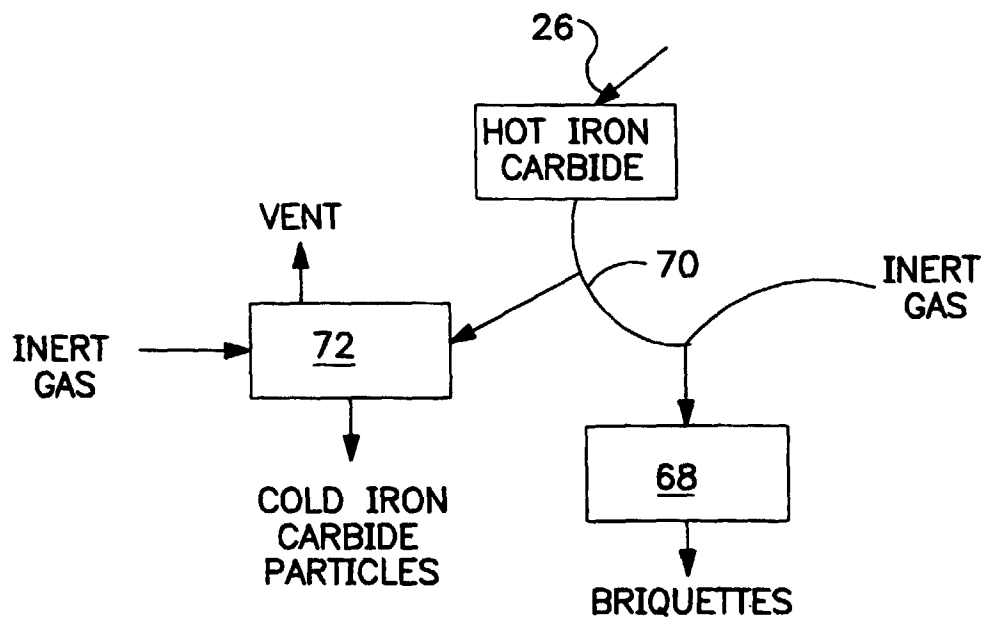 26
HOT IRON
CARBIDE
VENT
70
INERT
GAS
INERT
GAS
72
68
COLD IRON
CARBIDE
PARTICLES
BRIQUETTES